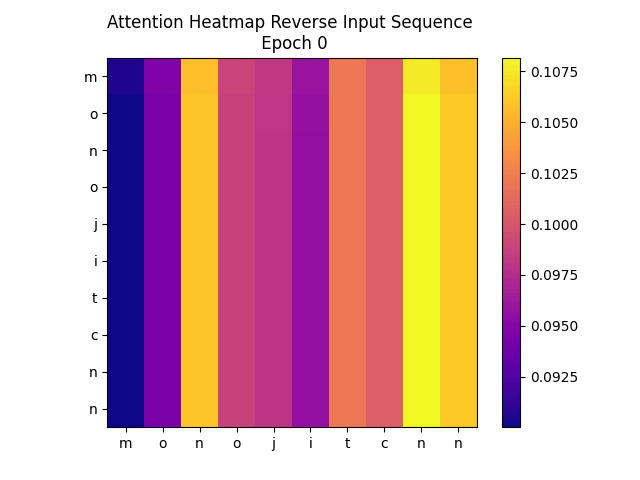 Attention Heatmap Reverse Input Sequence
Epoch 0
m
o
n
o
j
i
t
c
n
n
m o n o j i t c n n
0.1075
0.1050
0.1025
0.1000
0.0975
0.0950
0.0925